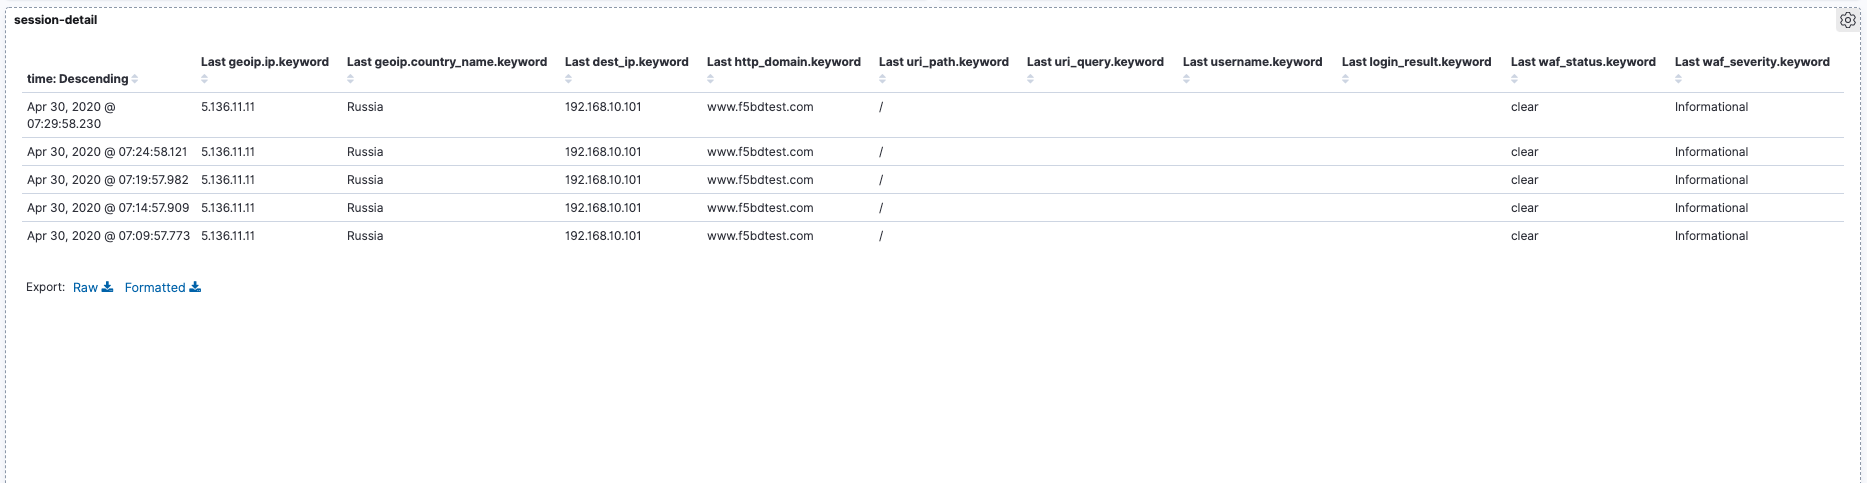 session-detail
Last geoip.ip.keyword Last geoip.country_name.keyword Last dest_ip.keyword Last http_domain.keyword Last uri_path.keyword Last uri_query.keyword Last username.keyword Last login_result.keyword Last waf_status.keyword Last waf_severity.keyword
time: Descending
Apr 30, 2020 @ 5.136.11.11 Russia 192.168.10.101 www.f5bdtest.com / clear Informational
07:29:58.230
Apr 30, 2020 @ 07:24:58.121 5.136.11.11 Russia 192.168.10.101 www.f5bdtest.com / clear Informational
Apr 30, 2020 @ 07:19:57.982 5.136.11.11 Russia 192.168.10.101 www.f5bdtest.com / clear Informational
Apr 30, 2020 @ 07:14:57.909 5.136.11.11 Russia 192.168.10.101 www.f5bdtest.com / clear Informational
Apr 30, 2020 @ 07:09:57.773 5.136.11.11 Russia 192.168.10.101 www.f5bdtest.com / clear Informational
Export: Raw Formatted